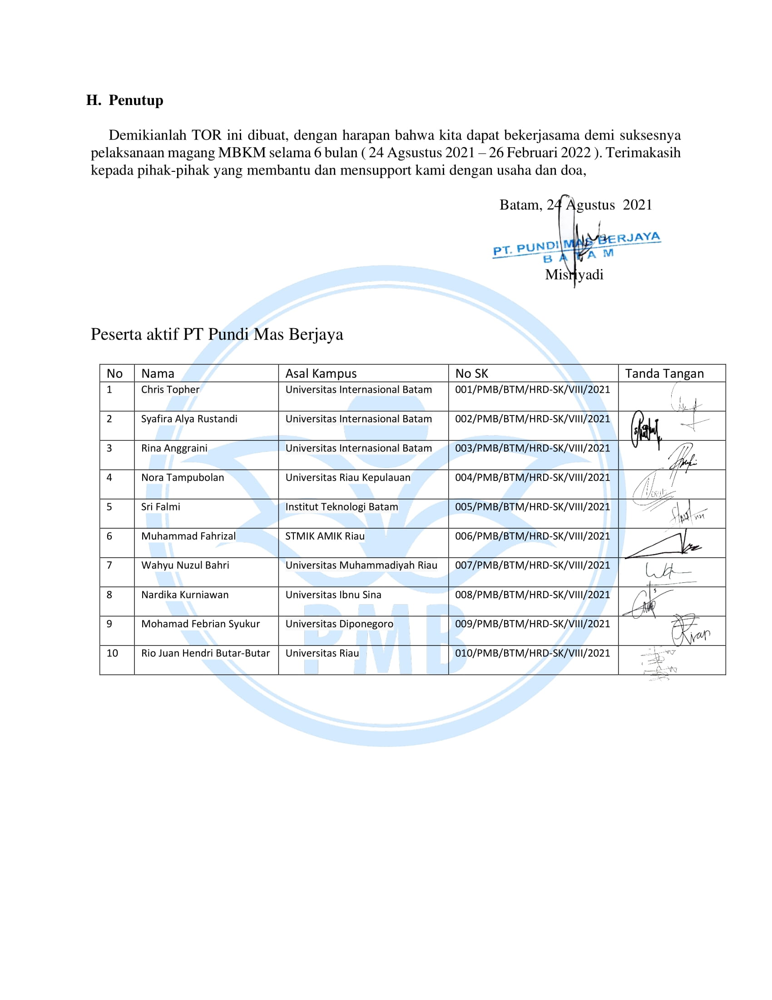 H. Penutup
Demikianlah TOR ini dibuat, dengan harapan bahwa kita dapat bekerjasama demi suksesnya
pelaksanaan magang MBKM selama 6 bulan ( 24 Agsustus 2021 – 26 Februari 2022 ). Terimakasih
kepada pihak-pihak yang membantu dan mensupport kami dengan usaha dan doa,
Batam, 24 Agustus 2021
PT. PUNDI MAS BERJAYA
BATAM
Misriyadi
Peserta aktif PT Pundi Mas Berjaya
No Nama Asal Kampus No SK Tanda Tangan
1 Chris Topher Universitas Internasional Batam 001/PMB/BTM/HRD-SK/VIII/2021
2 Syafira Alya Rustandi Universitas Internasional Batam 002/PMB/BTM/HRD-SK/VIII/2021
3 Rina Anggraini Universitas Internasional Batam 003/PMB/BTM/HRD-SK/VIII/2021
4 Nora Tampubolan Universitas Riau Kepulauan 004/PMB/BTM/HRD-SK/VIII/2021
5 Sri Falmi Institut Teknologi Batam 005/PMB/BTM/HRD-SK/VIII/2021
6 Muhammad Fahrizal STMIK AMIK Riau 006/PMB/BTM/HRD-SK/VIII/2021
7 Wahyu Nuzul Bahri Universitas Muhammadiyah Riau 007/PMB/BTM/HRD-SK/VIII/2021
8 Nardika Kurniawan Universitas Ibnu Sina 008/PMB/BTM/HRD-SK/VIII/2021
9 Mohamad Febrian Syukur Universitas Diponegoro 009/PMB/BTM/HRD-SK/VIII/2021
10 Rio Juan Hendri Butar-Butar Universitas Riau 010/PMB/BTM/HRD-SK/VIII/2021
PMB